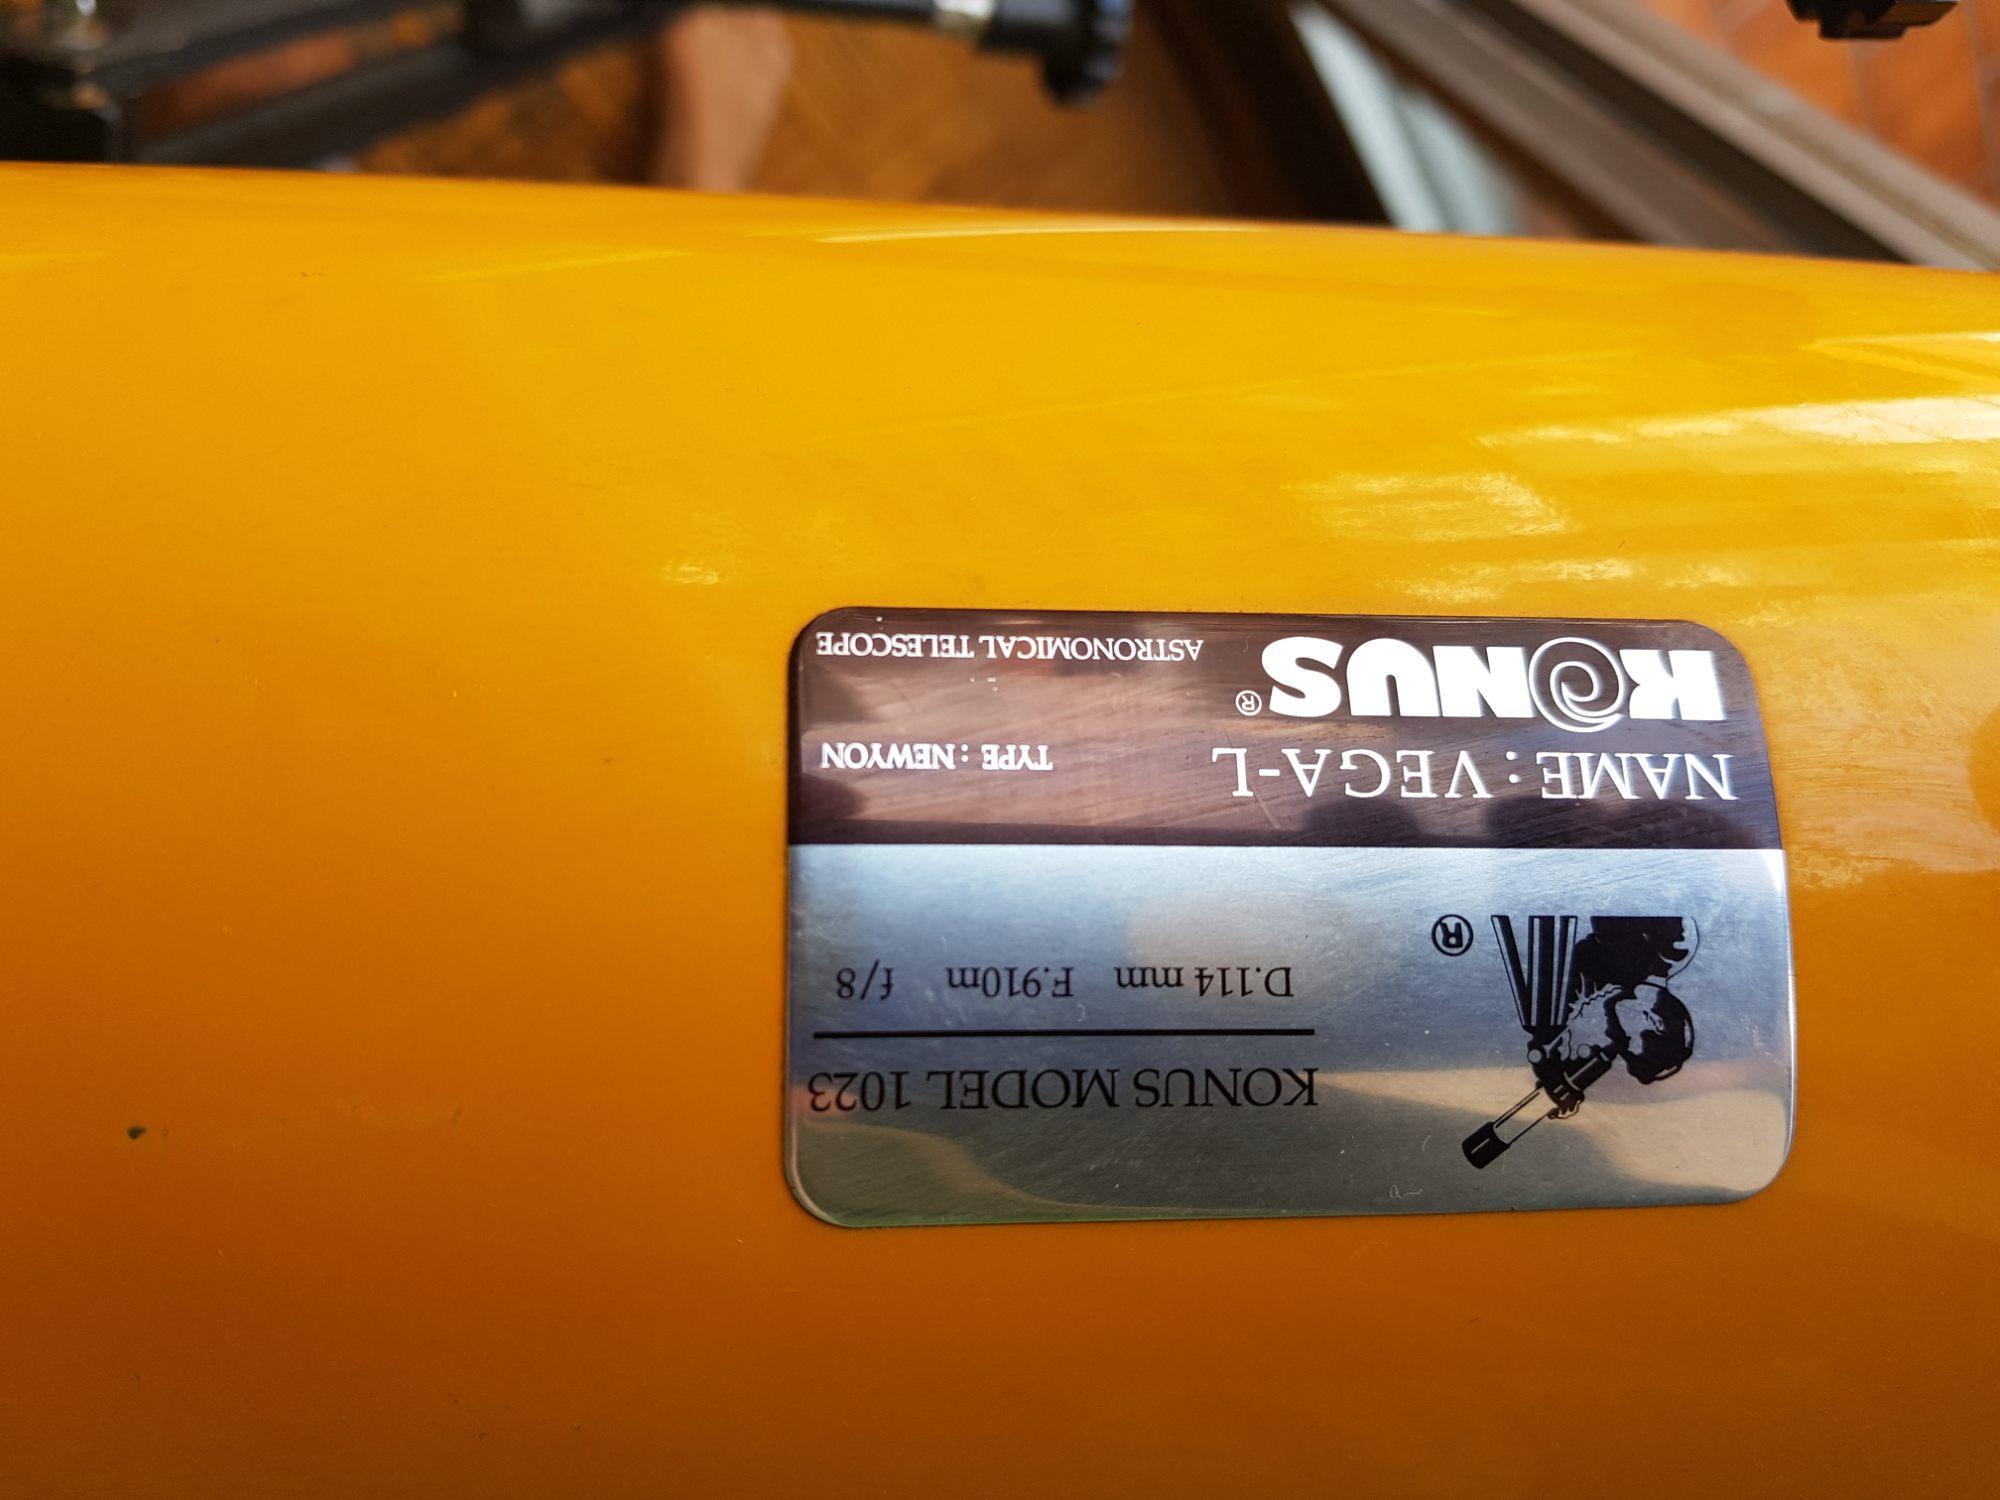 KONUS®
ASTRONOMICAL TELESCOPE
NAME : VEGA-L
TYPE : NEWYON
®
D.114 mm F.910m f/8
KONUS MODEL 1023